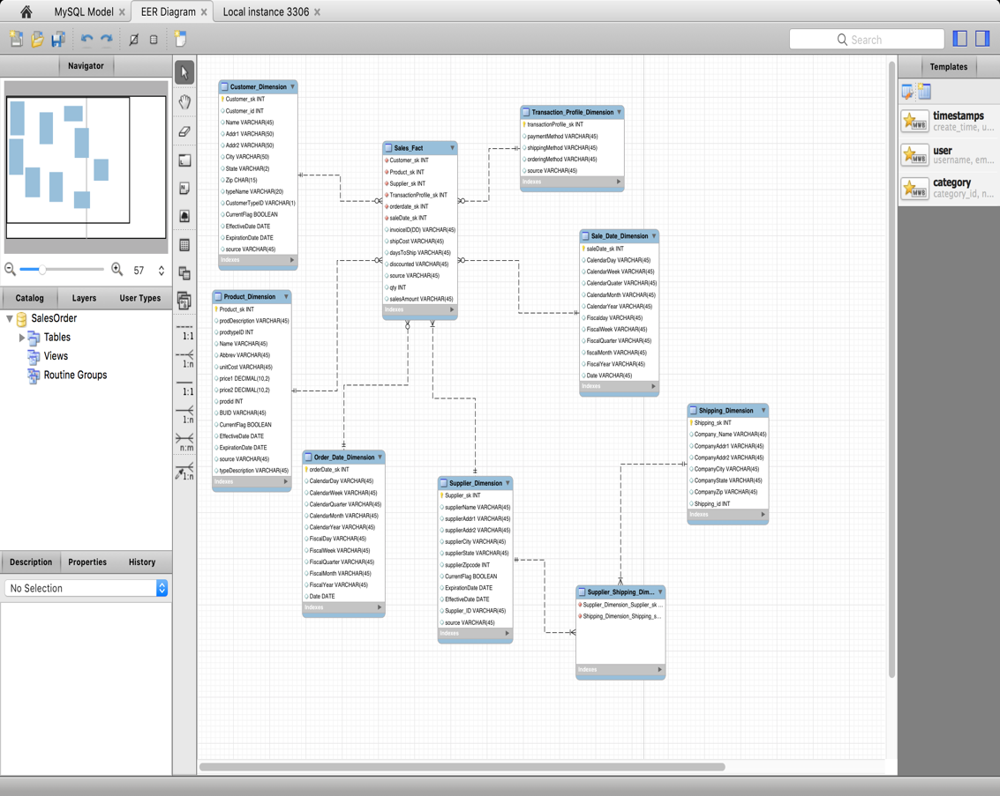 MySQL Model
EER Diagram
Local instance 3306
Search
Navigator
57
Catalog
Layers
User Types
SalesOrder
Tables
Views
Routine Groups
Description
Properties
History
No Selection
1:1
1:n
1:1
1:n
n:m
1:n
Customer_Dimension
Customer_sk INT
Customer_id INT
Name VARCHAR(45)
Addr1 VARCHAR(50)
Addr2 VARCHAR(50)
City VARCHAR(50)
State VARCHAR(2)
Zip CHAR(15)
typeName VARCHAR(20)
CustomerTypeID VARCHAR(1)
CurrentFlag BOOLEAN
EffectiveDate DATE
ExpirationDate DATE
source VARCHAR(45)
Indexes
Product_Dimension
Product_sk INT
prodDescription VARCHAR(45)
prodtypeID INT
Name VARCHAR(45)
Abbrev VARCHAR(45)
unitCost VARCHAR(45)
price1 DECIMAL(10,2)
price2 DECIMAL(10,2)
prodid INT
BUID VARCHAR(45)
CurrentFlag BOOLEAN
EffectiveDate DATE
ExpirationDate DATE
source VARCHAR(45)
typeDescription VARCHAR(45)
Indexes
Sales_Fact
Customer_sk INT
Product_sk INT
Supplier_sk INT
TransactionProfile_sk INT
orderdate_sk INT
saleDate_sk INT
invoiceID(DD) VARCHAR(45)
shipCost VARCHAR(45)
daysToShip VARCHAR(45)
discounted VARCHAR(45)
source VARCHAR(45)
qty INT
salesAmount VARCHAR(45)
Indexes
Transaction_Profile_Dimension
transactionProfile_sk INT
paymentMethod VARCHAR(45)
shippingMethod VARCHAR(45)
orderingMethod VARCHAR(45)
source VARCHAR(45)
Indexes
Sale_Date_Dimension
saleDate_sk INT
CalendarDay VARCHAR(45)
CalendarWeek VARCHAR(45)
CalendarQuater VARCHAR(45)
CalendarMonth VARCHAR(45)
CalendarYear VARCHAR(45)
Fiscalday VARCHAR(45)
FiscalWeek VARCHAR(45)
FiscalQuarter VARCHAR(45)
fiscalMonth VARCHAR(45)
FiscalYear VARCHAR(45)
Date VARCHAR(45)
Indexes
Order_Date_Dimension
orderDate_sk INT
CalendarDay VARCHAR(45)
CalendarWeek VARCHAR(45)
CalendarQuarter VARCHAR(45)
CalendarMonth VARCHAR(45)
CalendarYear VARCHAR(45)
FiscalDay VARCHAR(45)
FiscalWeek VARCHAR(45)
FiscalQuarter VARCHAR(45)
FiscalMonth VARCHAR(45)
FiscalYear VARCHAR(45)
Date DATE
Indexes
Supplier_Dimension
Supplier_sk INT
supplierName VARCHAR(45)
supplierAddr1 VARCHAR(45)
supplierAddr2 VARCHAR(45)
supplierCity VARCHAR(45)
supplierState VARCHAR(45)
supplierZipcode INT
CurrentFlag BOOLEAN
ExpirationDate DATE
EffectiveDate DATE
Supplier_ID VARCHAR(45)
source VARCHAR(45)
Indexes
Shipping_Dimension
Shipping_sk INT
Company_Name VARCHAR(45)
CompanyAddr1 VARCHAR(45)
CompanyAddr2 VARCHAR(45)
CompanyCity VARCHAR(45)
CompanyState VARCHAR(45)
CompanyZip VARCHAR(45)
Shipping_id INT
Indexes
Supplier_Shipping_Dim...
Supplier_Dimension_Supplier_sk ...
Shipping_Dimension_Shipping_s...
Indexes
Templates
MWB
timestamps
create_time, u...
MWB
user
username, em...
MWB
category
category_id, n...